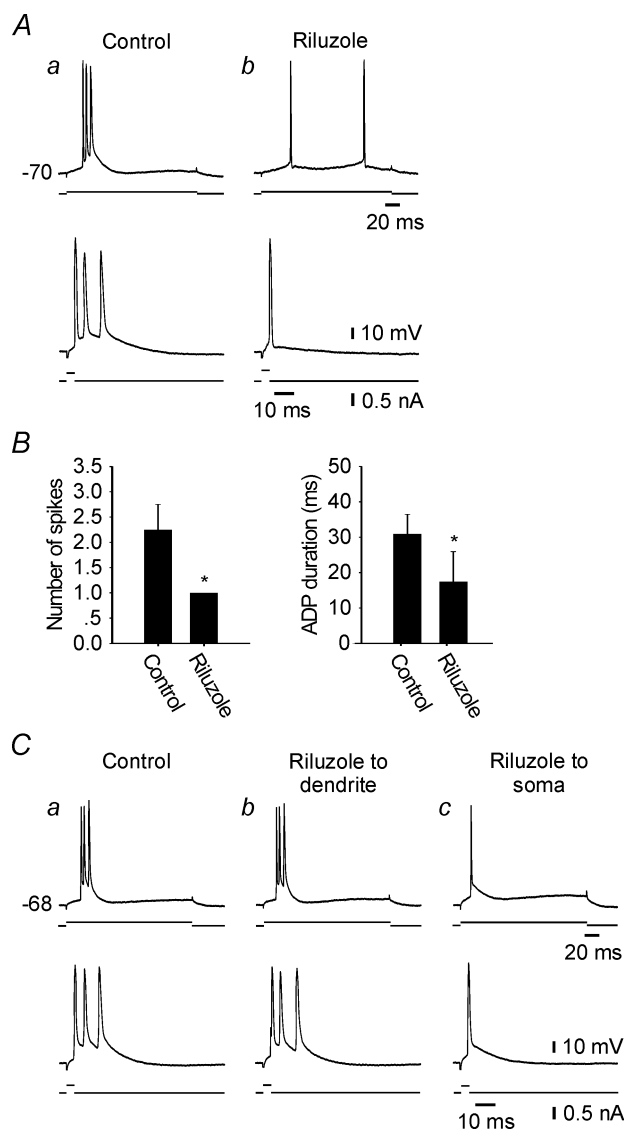 A
Control
Riluzole
a
b
-70
20 ms
10 mV
10 ms
0.5 nA
B
Number of spikes
3.5
3.0
2.5
2.0
1.5
1.0
.5
0.0
*
Control
Riluzole
ADP duration (ms)
50
40
30
20
10
0
*
Control
Riluzole
C
Control
Riluzole to
dendrite
Riluzole to
soma
a
b
c
-68
20 ms
10 mV
10 ms
0.5 nA